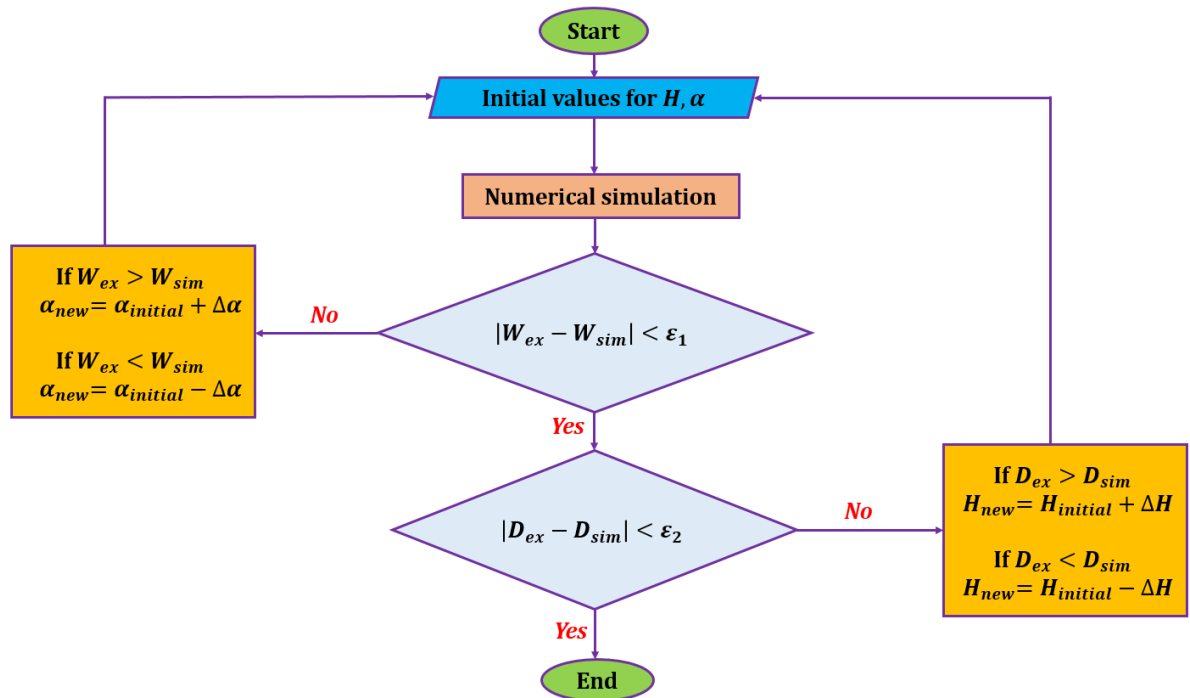 Start
Initial values for H, α
Numerical simulation
If W_ex > W_sim
α_new = α_initial + Δα
If W_ex < W_sim
α_new = α_initial − Δα
No
|W_ex − W_sim| < ε_1
Yes
If D_ex > D_sim
H_new = H_initial + ΔH
If D_ex < D_sim
H_new = H_initial − ΔH
No
|D_ex − D_sim| < ε_2
Yes
End